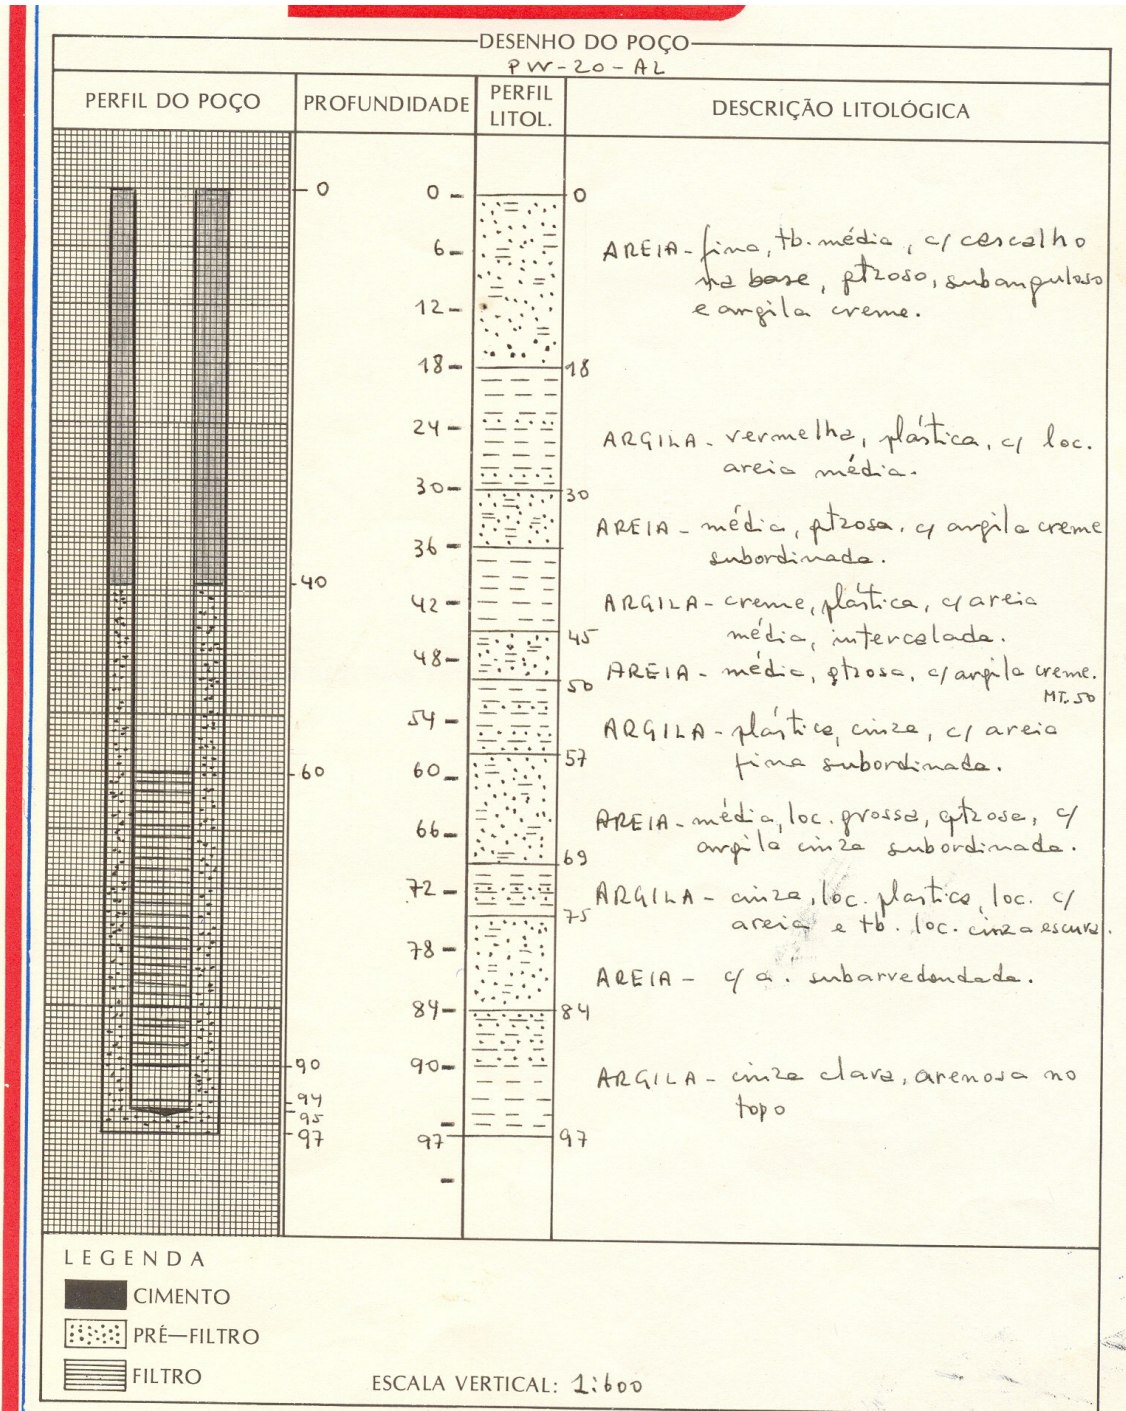 DESENHO DO POÇO
PW-20-AL
PERFIL DO POÇO
PROFUNDIDADE
PERFIL
LITOL.
DESCRIÇÃO LITOLÓGICA
0
40
60
90
94
95
97
0
6
12
18
24
30
36
42
48
54
60
66
72
78
84
90
97
0
18
30
45
50
57
69
75
84
97
AREIA - fina, tb. média, c/ cascalho
na base, qtzoso, subanguloso
e argila creme.
ARGILA - vermelha, plástica, c/ loc.
areia média.
AREIA - média, qtzosa, c/ argila creme
subordinada.
ARGILA - creme, plástica, c/ areia
média, intercalada.
AREIA - média, qtzosa, c/ argila creme.
MT. 50
ARGILA - plástica, cinza, c/ areia
fina subordinada.
AREIA - média, loc. grossa, qtzosa, c/
argila cinza subordinada.
ARGILA - cinza, loc. plastica, loc. c/
areia e tb. loc. cinza escura.
AREIA - c/ a. subarredondada.
ARGILA - cinza clara, arenosa no
topo
LEGENDA
CIMENTO
PRÉ-FILTRO
FILTRO
ESCALA VERTICAL: 1:600